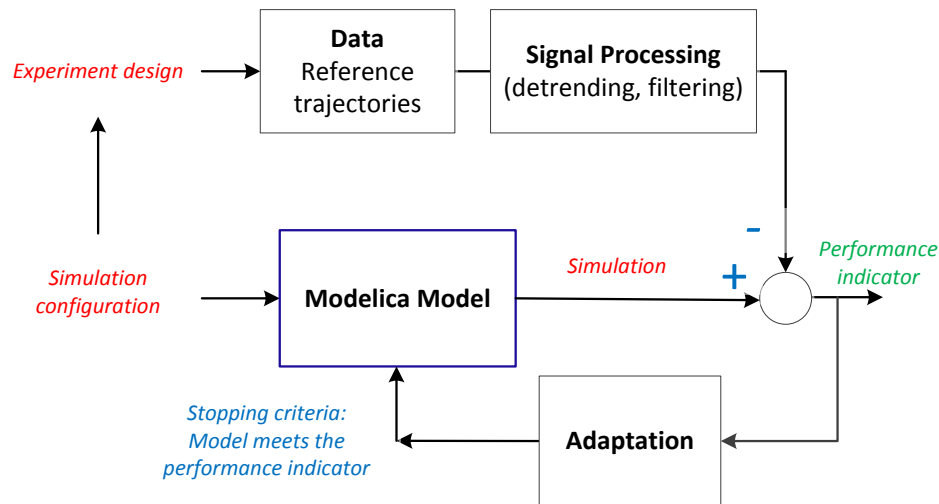 Experiment design
Data
Reference
trajectories
Signal Processing
(detrending, filtering)
-
Performance
indicator
Simulation
configuration
Modelica Model
Simulation
+
Stopping criteria:
Model meets the
performance indicator
Adaptation